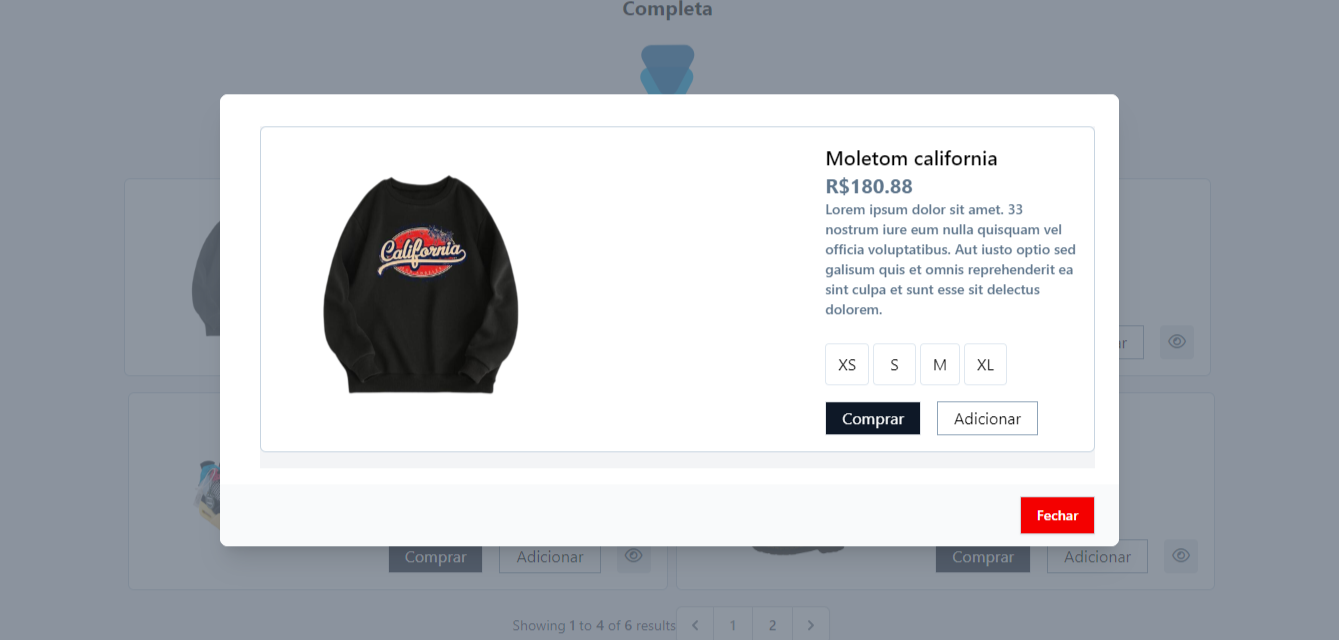 Completa
Moletom california
R$180.88
Lorem ipsum dolor sit amet. 33
nostrum iure eum nulla quisquam vel
officia voluptatibus. Aut iusto optio sed
galisum quis et omnis reprehenderit ea
sint culpa et sunt esse sit delectus
dolorem.
California
XS S M XL
Comprar Adicionar
ar
Fechar
Comprar Adicionar Comprar Adicionar
Showing 1 to 4 of 6 results 1 2